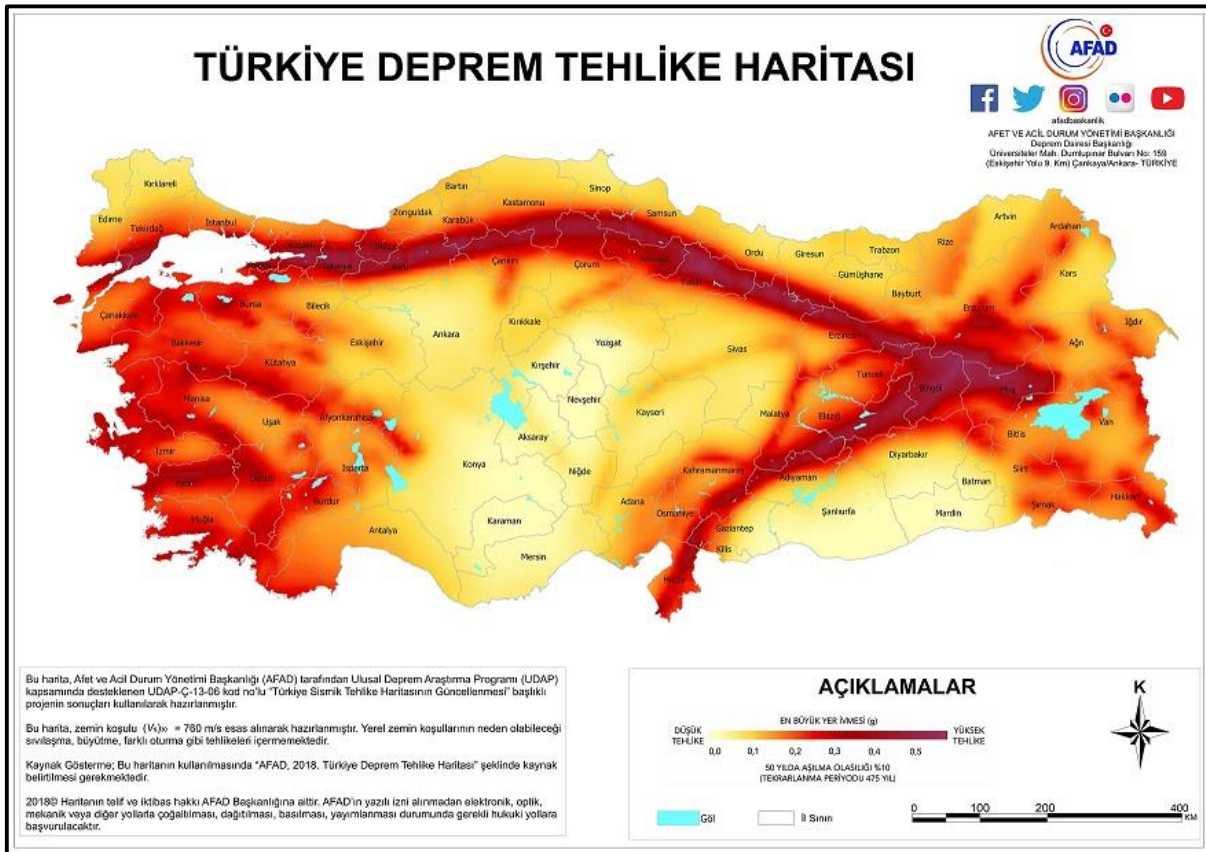 TÜRKİYE DEPREM TEHLİKE HARİTASI
AFAD
afadbaskanlik
AFET VE ACİL DURUM YÖNETİMİ BAŞKANLIĞI
Deprem Dairesi Başkanlığı
Üniversiteler Mah. Dumlupınar Bulvarı No: 159
(Eskişehir Yolu 9. Km) Çankaya/Ankara- TÜRKİYE
Kırklareli
Edirne
Tekirdağ
İstanbul
Zonguldak
Bartın
Karabük
Kastamonu
Sinop
Samsun
Ordu
Giresun
Trabzon
Rize
Artvin
Ardahan
Kars
Gümüşhane
Bayburt
Iğdır
Ağrı
Çankırı
Çorum
Tokat
Erzincan
Erzurum
Çanakkale
Bursa
Bilecik
Balıkesir
Kütahya
Eskişehir
Ankara
Kırıkkale
Yozgat
Sivas
Kırşehir
Nevşehir
Kayseri
Malatya
Elazığ
Tunceli
Bingöl
Muş
Bitlis
Van
Manisa
Uşak
Afyonkarahisar
Aksaray
Konya
Niğde
İzmir
Aydın
Denizli
Isparta
Burdur
Muğla
Antalya
Karaman
Mersin
Adana
Osmaniye
Kahramanmaraş
Adıyaman
Gaziantep
Kilis
Hatay
Şanlıurfa
Diyarbakır
Batman
Mardin
Siirt
Şırnak
Hakkari
Bu harita, Afet ve Acil Durum Yönetimi Başkanlığı (AFAD) tarafından Ulusal Deprem Araştırma Programı (UDAP)
kapsamında desteklenen UDAP-Ç-13-06 kod no'lu "Türkiye Sismik Tehlike Haritasının Güncellenmesi" başlıklı
projenin sonuçları kullanılarak hazırlanmıştır.
Bu harita, zemin koşulu (Vs)30 = 760 m/s esas alınarak hazırlanmıştır. Yerel zemin koşullarının neden olabileceği
sıvılaşma, büyütme, farklı oturma gibi tehlikeleri içermemektedir.
Kaynak Gösterme; Bu haritanın kullanılmasında "AFAD, 2018. Türkiye Deprem Tehlike Haritası" şeklinde kaynak
belirtilmesi gerekmektedir.
2018© Haritanın telif ve iktibas hakkı AFAD Başkanlığına aittir. AFAD'ın yazılı izni alınmadan elektronik, optik,
mekanik veya diğer yollarla çoğaltılması, dağıtılması, basılması, yayımlanması durumunda gerekli hukuki yollara
başvurulacaktır.
AÇIKLAMALAR
EN BÜYÜK YER İVMESİ (g)
DÜŞÜK TEHLİKE
YÜKSEK TEHLİKE
0,0 0,1 0,2 0,3 0,4 0,5
50 YILDA AŞILMA OLASILIĞI %10
(TEKRARLANMA PERİYODU 475 YIL)
Göl
İl Sınırı
K
0 100 200 400
KM